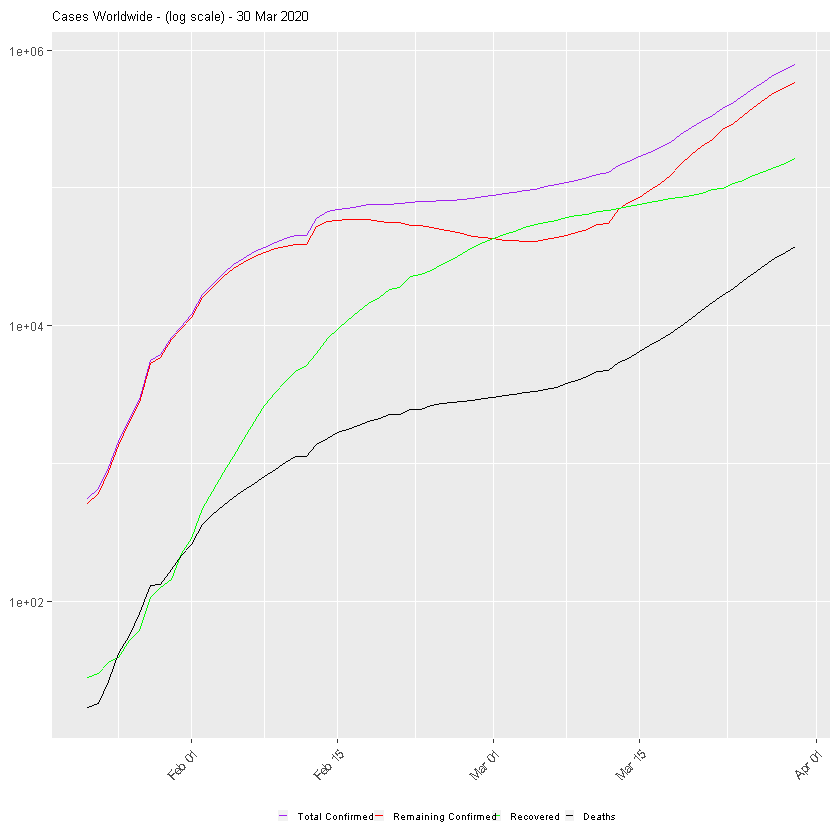 Cases Worldwide - (log scale) - 30 Mar 2020
1e+06
1e+04
1e+02
Feb 01
Feb 15
Mar 01
Mar 15
Apr 01
Total Confirmed
Remaining Confirmed
Recovered
Deaths